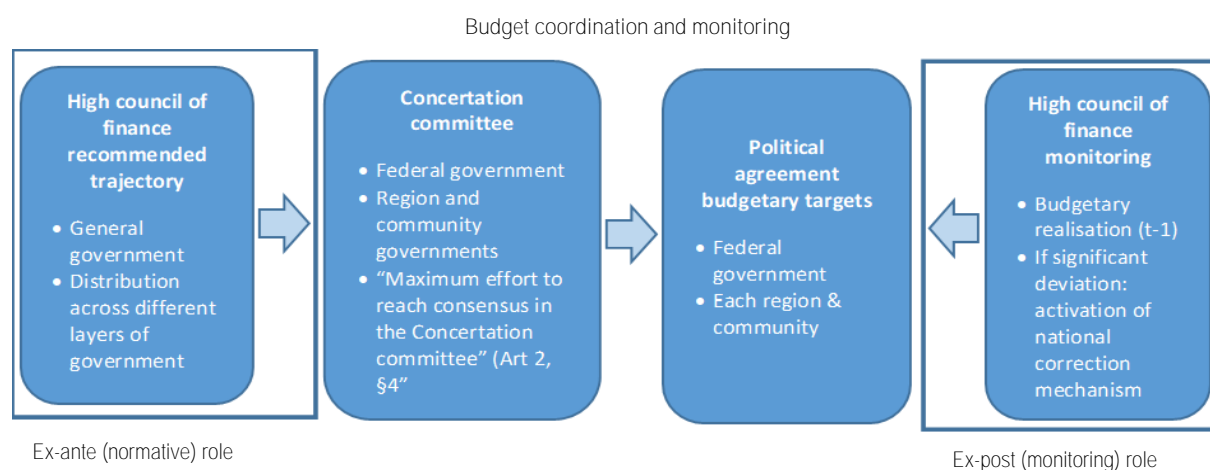 Budget coordination and monitoring
High council of
finance
recommended
trajectory
• General
government
• Distribution
across different
layers of
government
Concertation
committee
• Federal government
• Region and
community
governments
• “Maximum effort to
reach consensus in
the Concertation
committee” (Art 2,
§4”
Political
agreement
budgetary targets
• Federal
government
• Each region &
community
High council of
finance
monitoring
• Budgetary
realisation (t-1)
• If significant
deviation:
activation of
national
correction
mechanism
Ex-ante (normative) role
Ex-post (monitoring) role